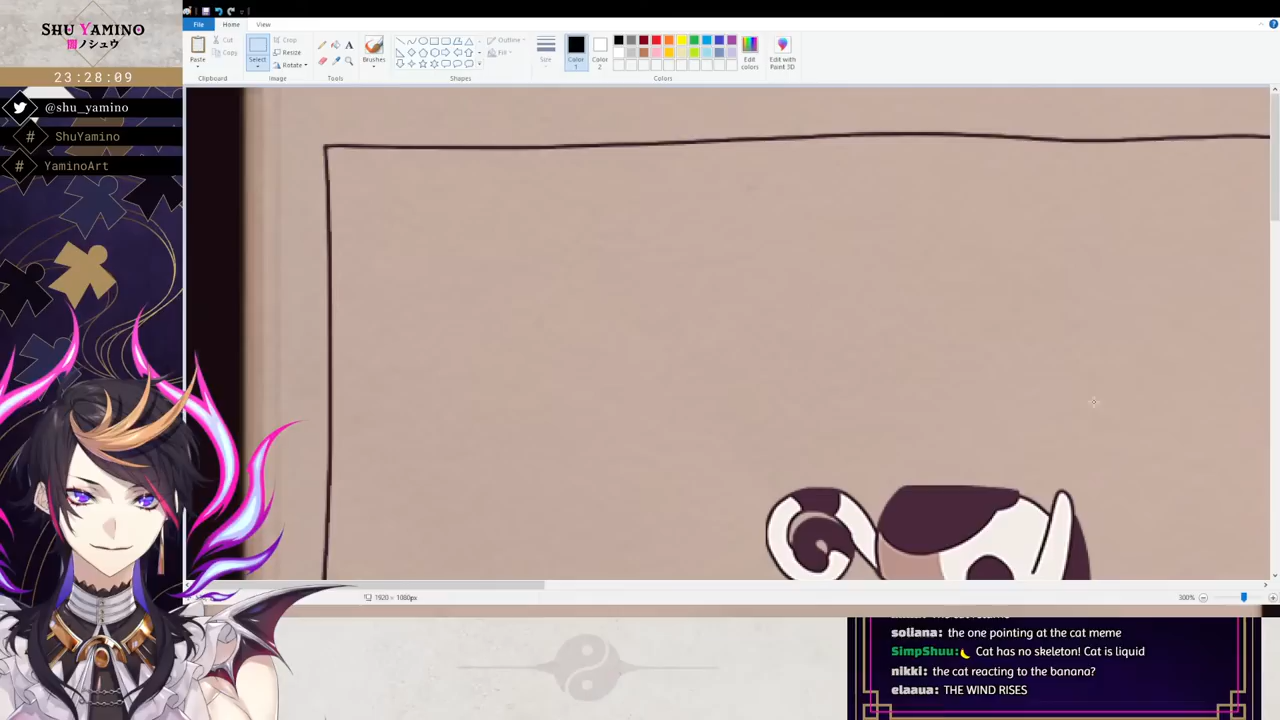 SHU YAMINO
闇ノシュウ
23:28:09
@shu_yamino
# ShuYamino
# YaminoArt
File Home View
Cut
Copy
Paste
Clipboard
Crop
Resize
Rotate
Select
Image
A
Tools
Brushes
Outline
Fill
Shapes
Size
Color 1
Color 2
Edit colors
Colors
Edit with Paint 3D
1920 × 1080px
300%
soliana: the one pointing at the cat meme
SimpShuu: Cat has no skeleton! Cat is liquid
nikki: the cat reacting to the banana?
elaaua: THE WIND RISES